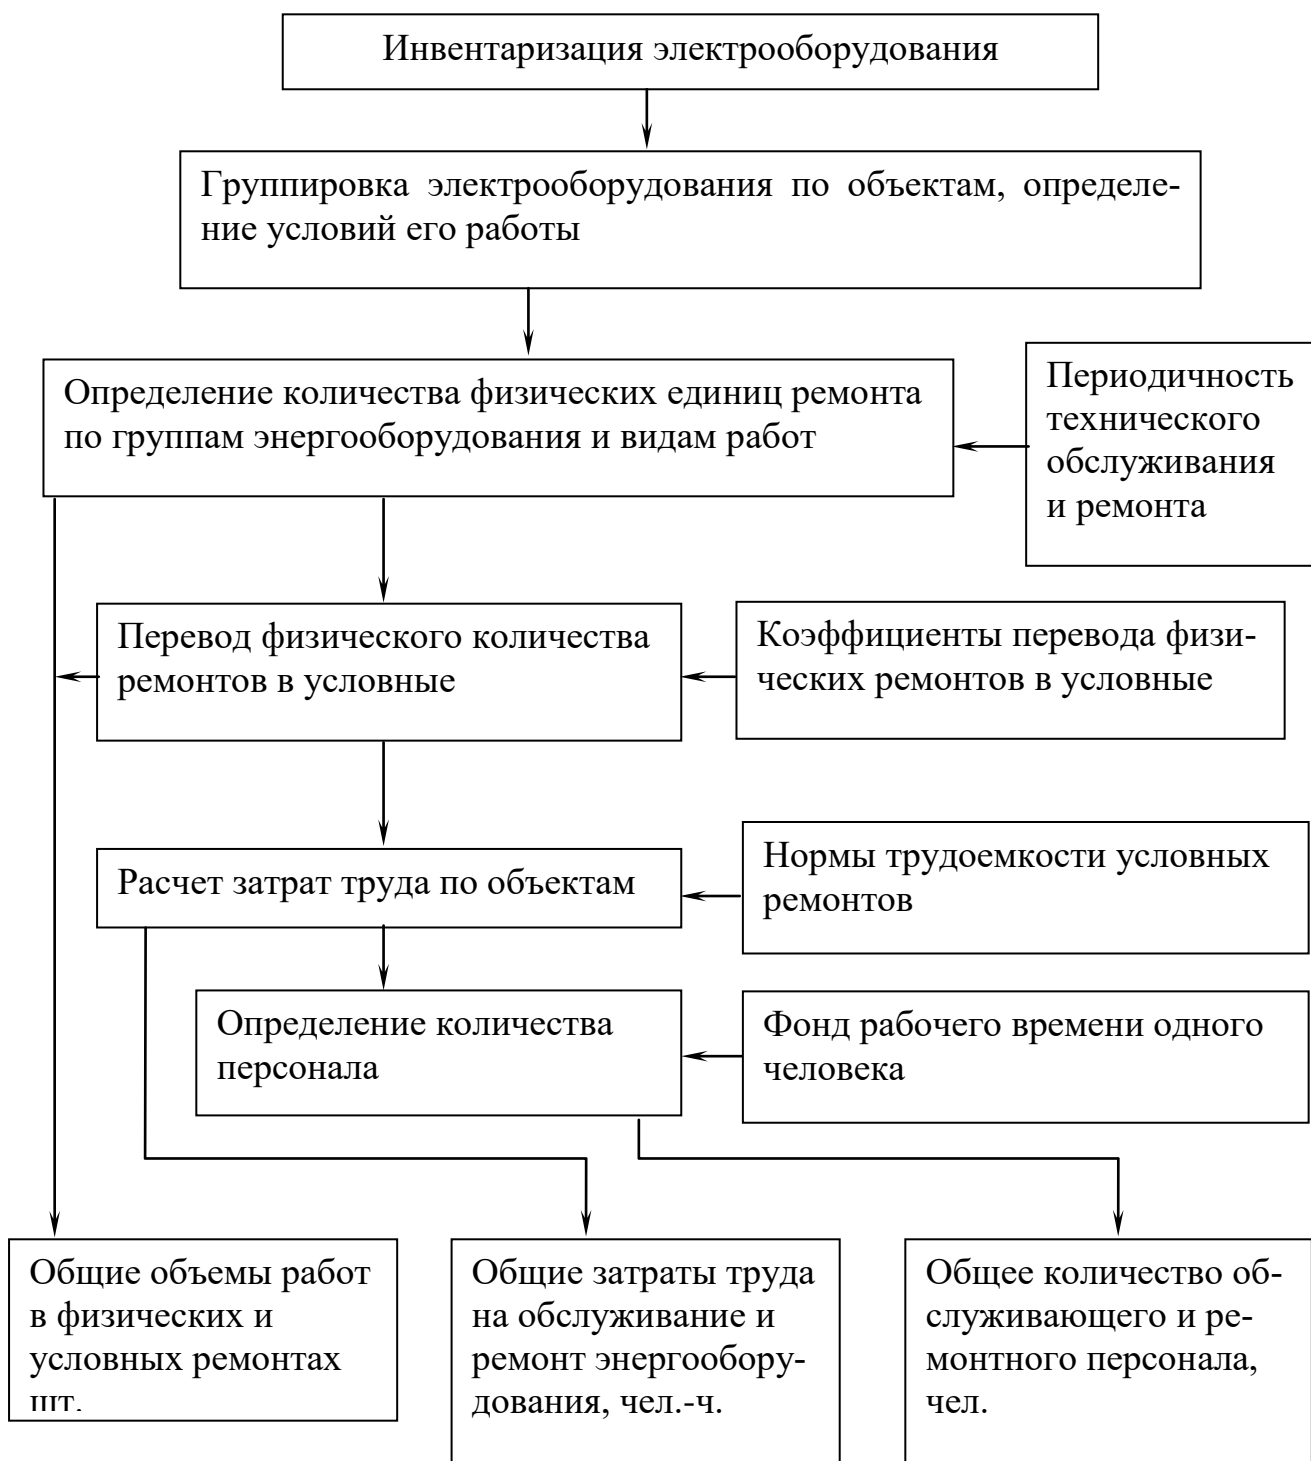 Инвентаризация электрооборудования
Группировка электрооборудования по объектам, определе-
ние условий его работы
Определение количества физических единиц ремонта
по группам энергооборудования и видам работ
Периодичность
технического
обслуживания
и ремонта
Перевод физического количества
ремонтов в условные
Коэффициенты перевода физи-
ческих ремонтов в условные
Расчет затрат труда по объектам
Нормы трудоемкости условных
ремонтов
Определение количества
персонала
Фонд рабочего времени одного
человека
Общие объемы работ
в физических и
условных ремонтах
шт.
Общие затраты труда
на обслуживание и
ремонт энергообору-
дования, чел.-ч.
Общее количество об-
служивающего и ре-
монтного персонала,
чел.